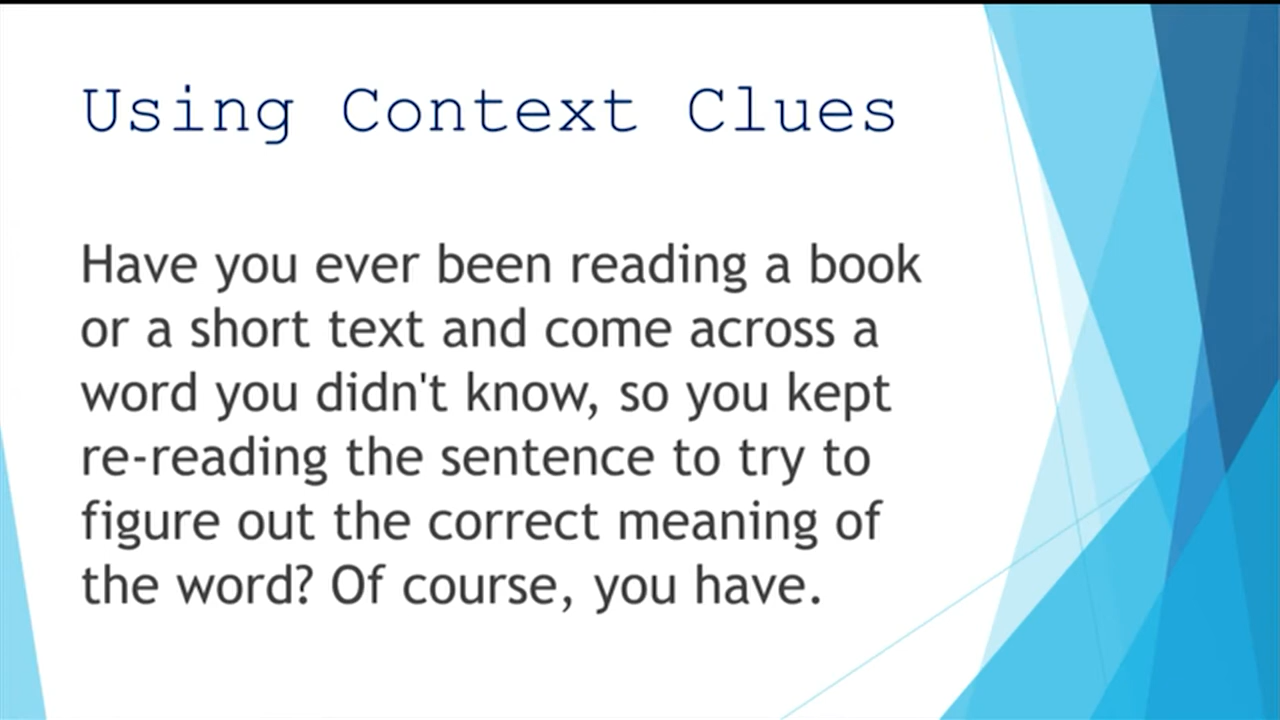 Using Context Clues
Have you ever been reading a book
or a short text and come across a
word you didn't know, so you kept
re-reading the sentence to try to
figure out the correct meaning of
the word? Of course, you have.